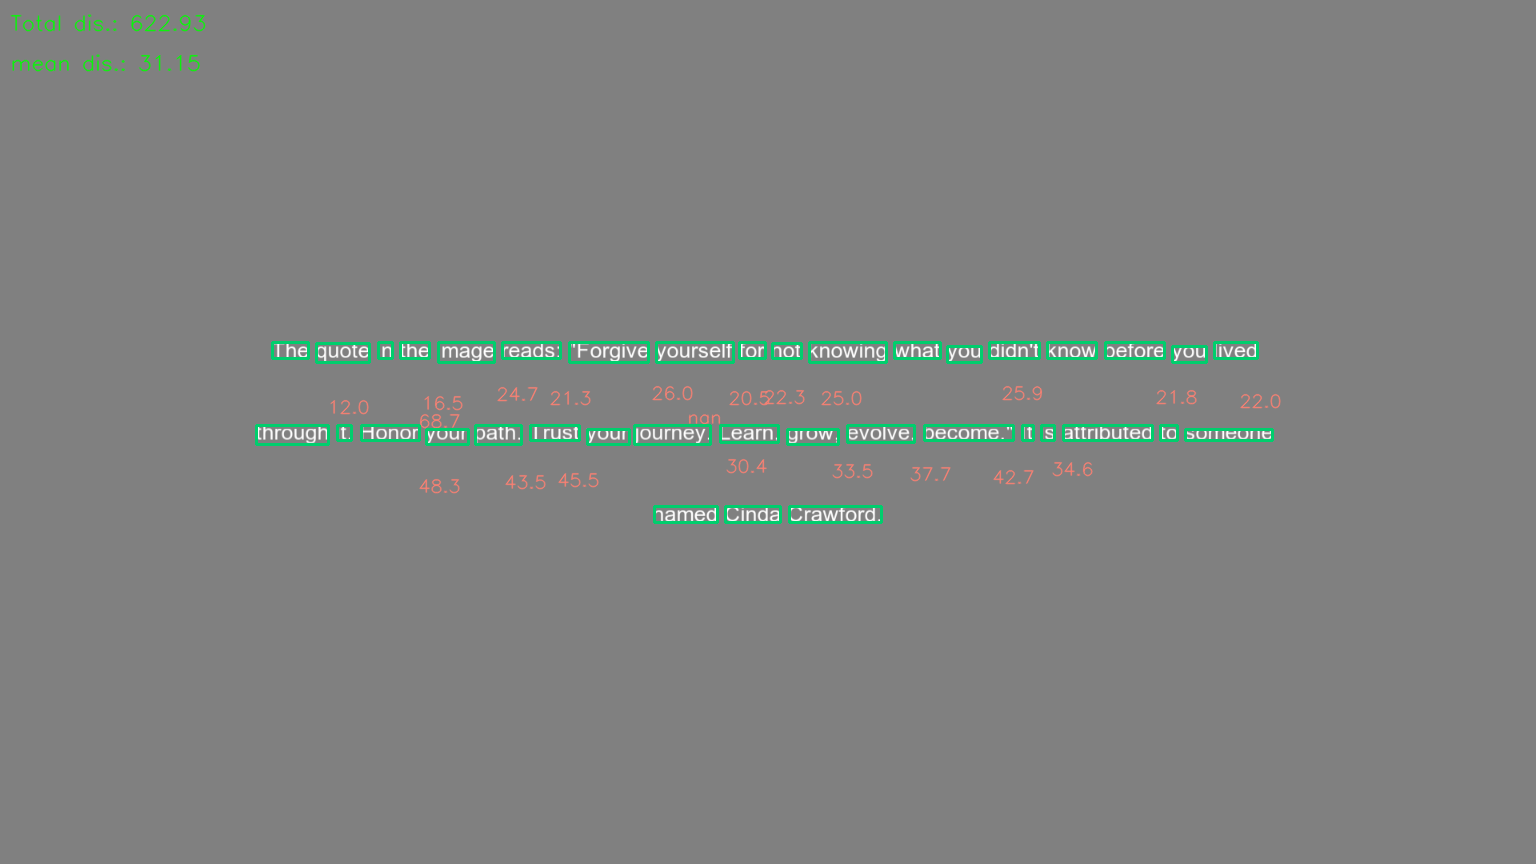 Total dis.: 622.93
mean dis.: 31.15
The quote n the mage reads: "Forgive yourself for not knowing what you didn't know before you lived
12.0 16.5 24.7 21.3 26.0 20.5 22.3 25.0 25.9 21.8 22.0
68.7 nan
through t. Honor your path. Trust your journey. Learn, grow, evolve, become." It s attributed to someone
48.3 43.5 45.5 30.4 33.5 37.7 42.7 34.6
named Cinda Crawford.